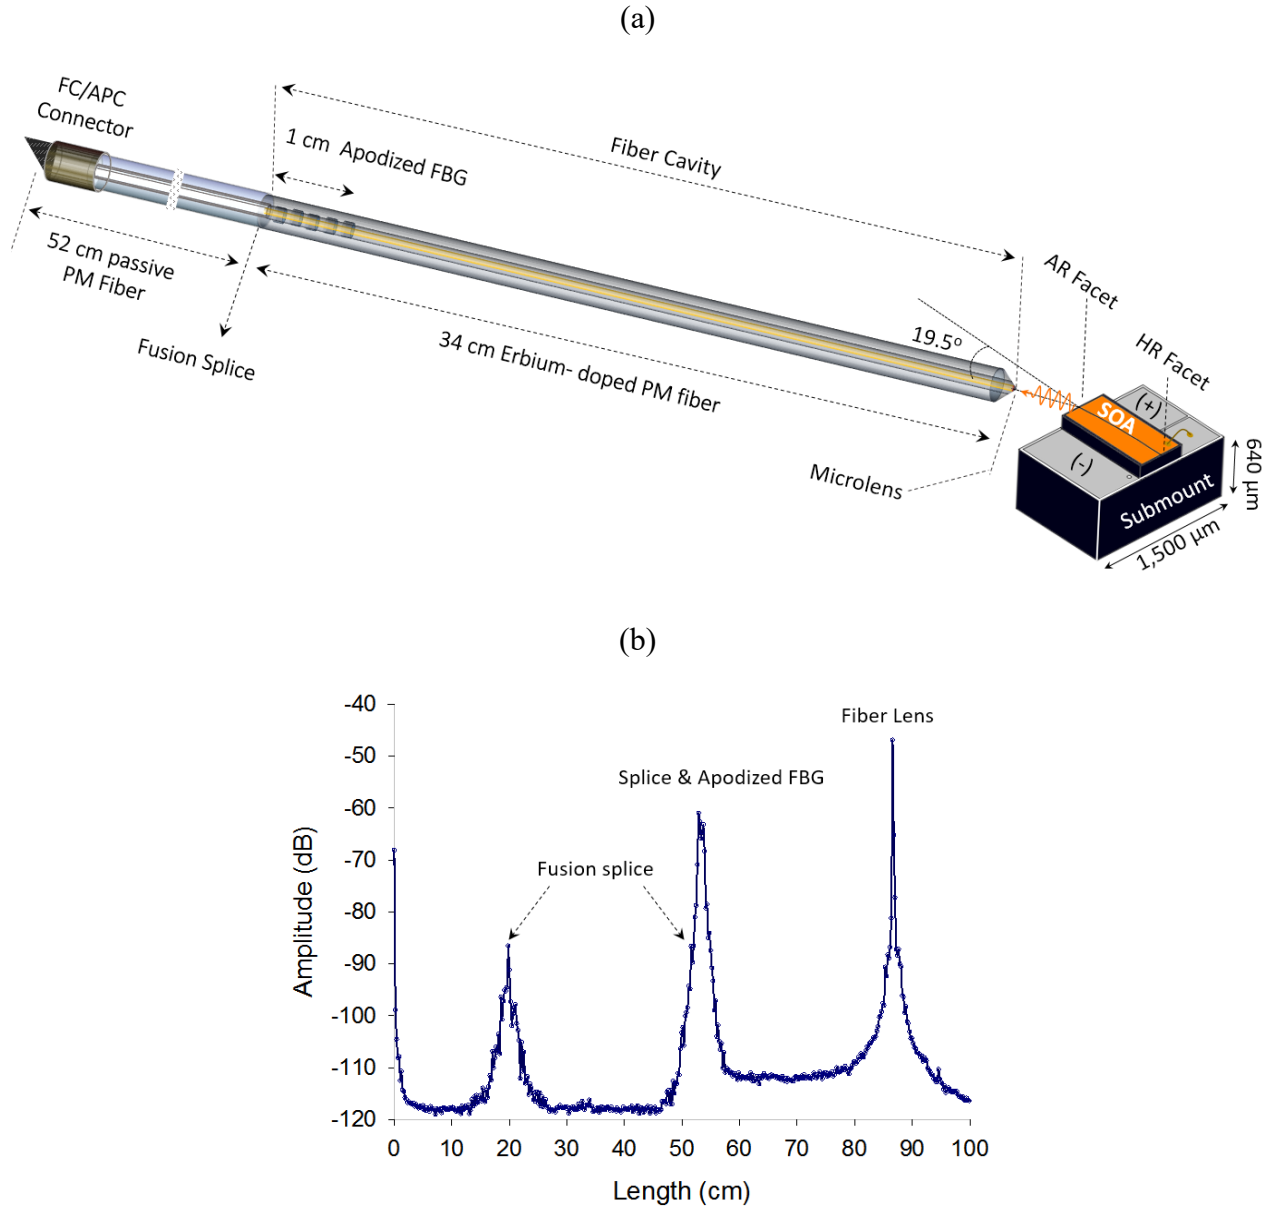 (a)
FC/APC
Connector
1 cm Apodized FBG
Fiber Cavity
52 cm passive
PM Fiber
Fusion Splice
34 cm Erbium- doped PM fiber
19.5°
AR Facet
HR Facet
Microlens
SOA
(+)
(-)
Submount
640 µm
1,500 µm
(b)
Amplitude (dB)
-40
-50
-60
-70
-80
-90
-100
-110
-120
Fiber Lens
Splice & Apodized FBG
Fusion splice
0 10 20 30 40 50 60 70 80 90 100
Length (cm)